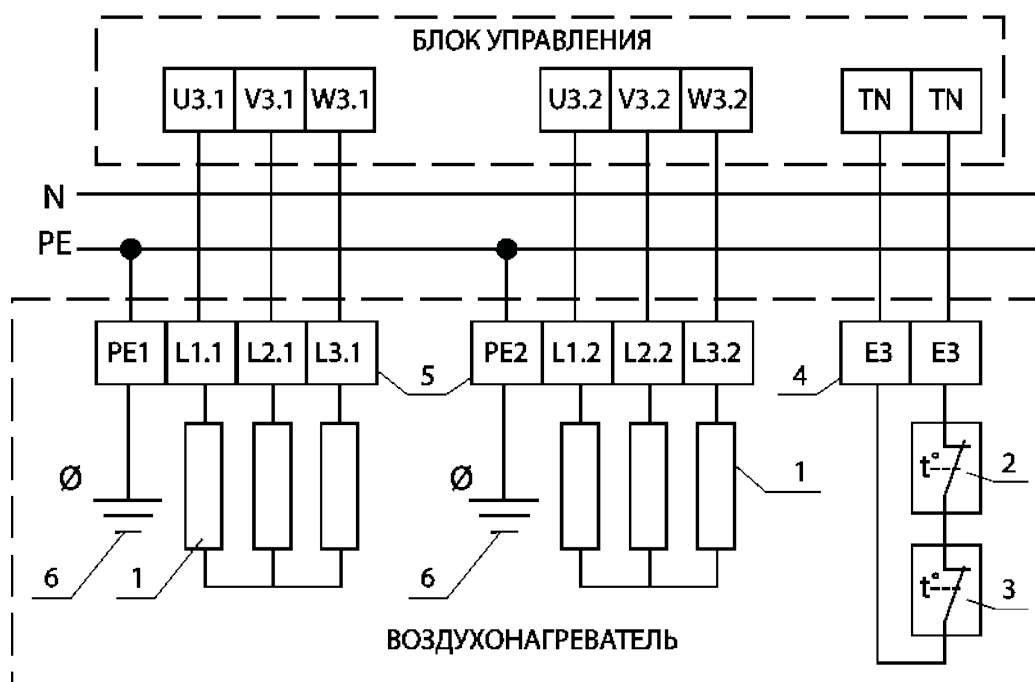 БЛОК УПРАВЛЕНИЯ
U3.1 V3.1 W3.1 U3.2 V3.2 W3.2 TN TN
N
PE
PE1 L1.1 L2.1 L3.1 5 PE2 L1.2 L2.2 L3.2 4 E3 E3
Ø Ø 1 t° 2
6 1 6 t° 3
ВОЗДУХОНАГРЕВАТЕЛЬ